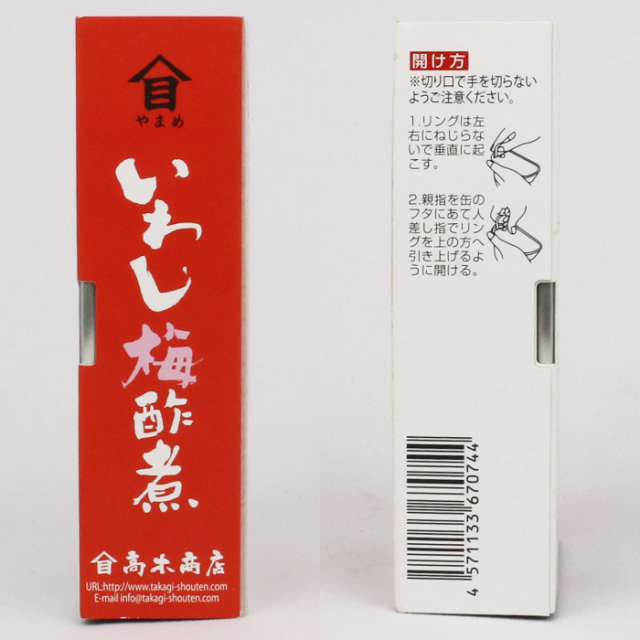 目
やまめ
いわし梅酢煮
目 高木商店
URL:http://www.takagi-shouten.com
E-mail info@takagi-shouten.com
開け方
※切り口で手を切らない
ようご注意ください。
1.リングは左
右にねじらな
いで垂直に起
こす。
2.親指を缶の
フタにあて人
差し指でリン
グを上の方へ
引き上げるよ
うに開ける。
4 571133 670744